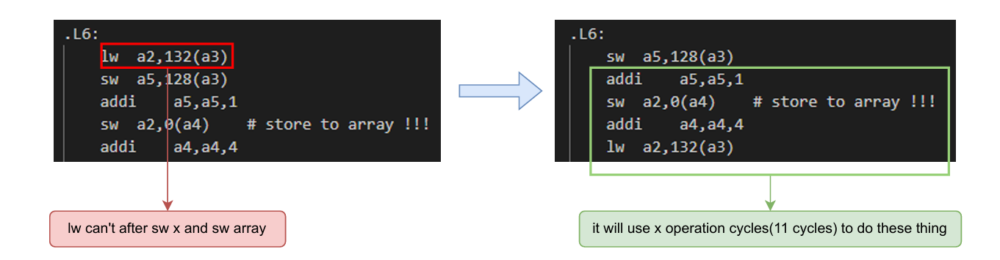 .L6:
lw a2,132(a3)
sw a5,128(a3)
addi a5,a5,1
sw a2,0(a4) # store to array !!!
addi a4,a4,4
lw can't after sw x and sw array
.L6:
sw a5,128(a3)
addi a5,a5,1
sw a2,0(a4) # store to array !!!
addi a4,a4,4
lw a2,132(a3)
it will use x operation cycles(11 cycles) to do these thing